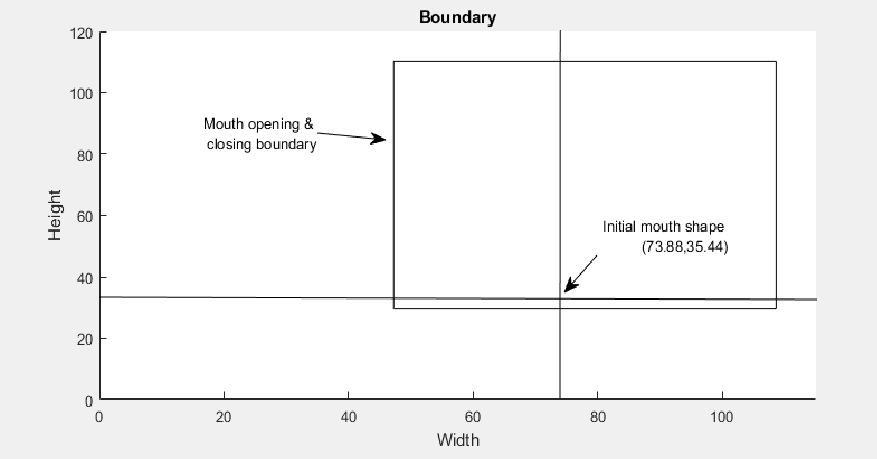 Boundary
120
100
80
60
40
20
0
Height
Mouth opening &
closing boundary
Initial mouth shape
(73.88,35.44)
0
20
40
60
80
100
Width